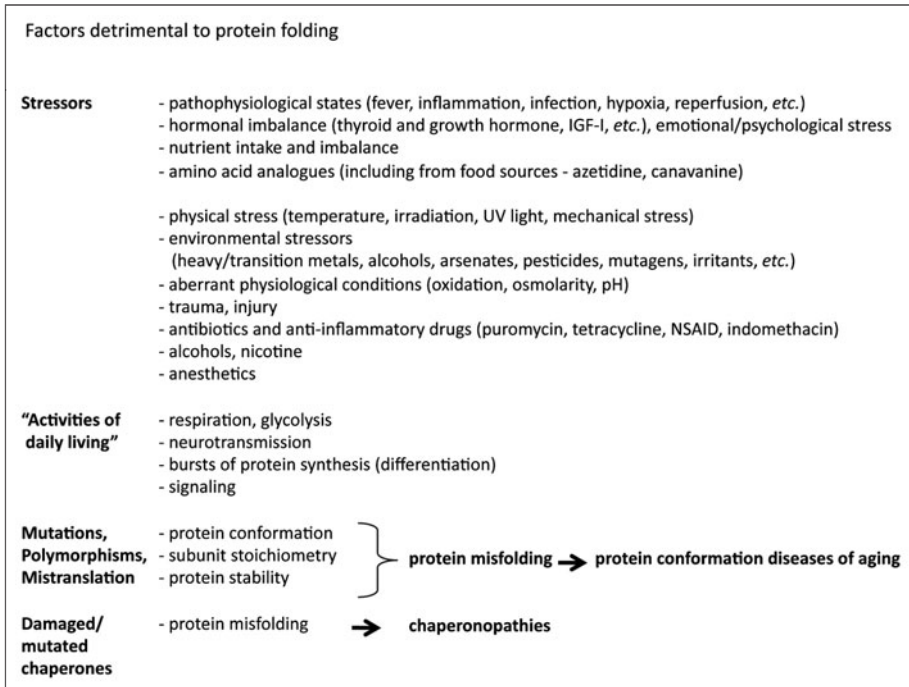 Factors detrimental to protein folding
Stressors - pathophysiological states (fever, inflammation, infection, hypoxia, reperfusion, etc.)
- hormonal imbalance (thyroid and growth hormone, IGF-I, etc.), emotional/psychological stress
- nutrient intake and imbalance
- amino acid analogues (including from food sources - azetidine, canavanine)
- physical stress (temperature, irradiation, UV light, mechanical stress)
- environmental stressors
(heavy/transition metals, alcohols, arsenates, pesticides, mutagens, irritants, etc.)
- aberrant physiological conditions (oxidation, osmolarity, pH)
- trauma, injury
- antibiotics and anti-inflammatory drugs (puromycin, tetracycline, NSAID, indomethacin)
- alcohols, nicotine
- anesthetics
“Activities of - respiration, glycolysis
daily living” - neurotransmission
- bursts of protein synthesis (differentiation)
- signaling
Mutations, - protein conformation
Polymorphisms, - subunit stoichiometry protein misfolding → protein conformation diseases of aging
Mistranslation - protein stability
Damaged/ - protein misfolding → chaperonopathies
mutated
chaperones